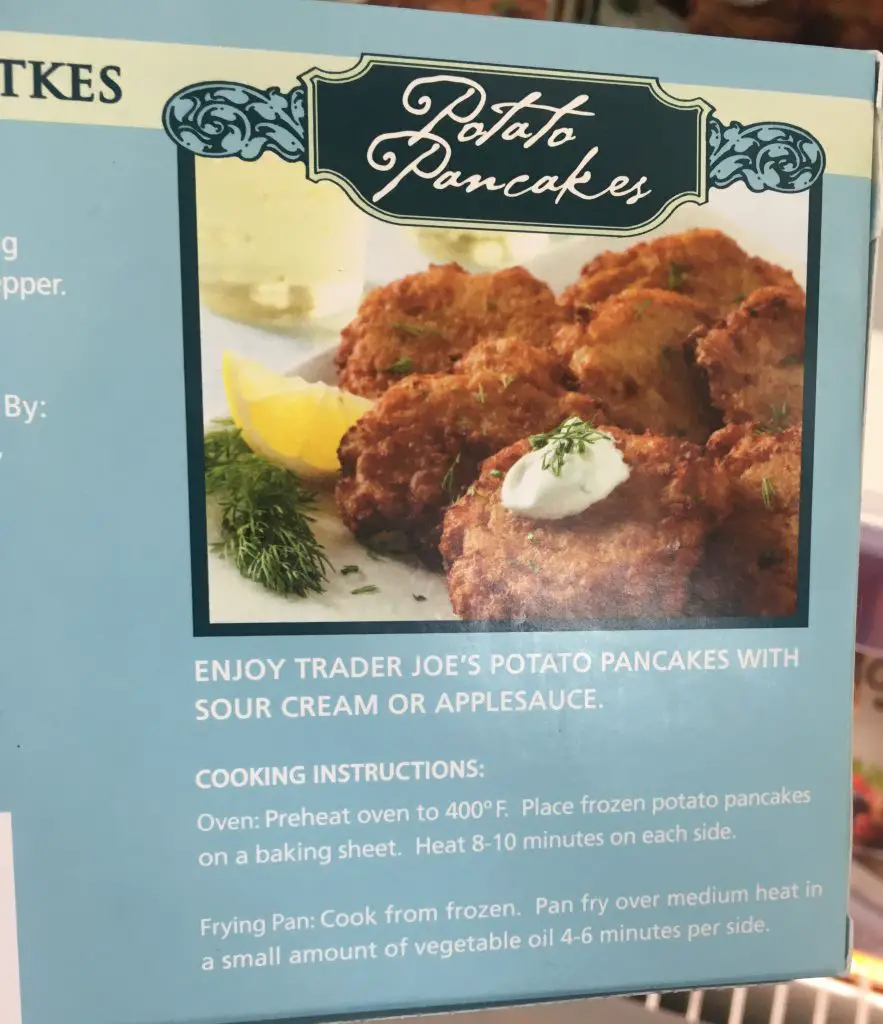 TKES
Potato
Pancakes
g
epper.
By:
ENJOY TRADER JOE'S POTATO PANCAKES WITH
SOUR CREAM OR APPLESAUCE.
COOKING INSTRUCTIONS:
Oven: Preheat oven to 400°F. Place frozen potato pancakes
on a baking sheet. Heat 8-10 minutes on each side.
Frying Pan: Cook from frozen. Pan fry over medium heat in
a small amount of vegetable oil 4-6 minutes per side.